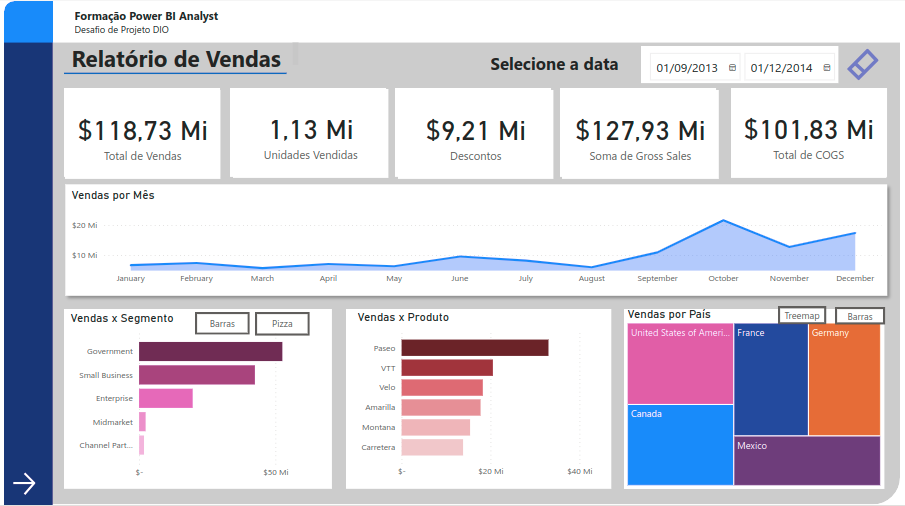 Formação Power BI Analyst
Desafio de Projeto DIO
Relatório de Vendas
Selecione a data
01/09/2013
01/12/2014
$118,73 Mi
Total de Vendas
1,13 Mi
Unidades Vendidas
$9,21 Mi
Descontos
$127,93 Mi
Soma de Gross Sales
$101,83 Mi
Total de COGS
Vendas por Mês
$20 Mi
$10 Mi
January February March April May June July August September October November December
Vendas x Segmento
Barras
Pizza
Government
Small Business
Enterprise
Midmarket
Channel Part...
$- $50 Mi
Vendas x Produto
Paseo
VTT
Velo
Amarilla
Montana
Carretera
$- $20 Mi $40 Mi
Vendas por País
Treemap
Barras
United States of Ameri...
France
Germany
Canada
Mexico